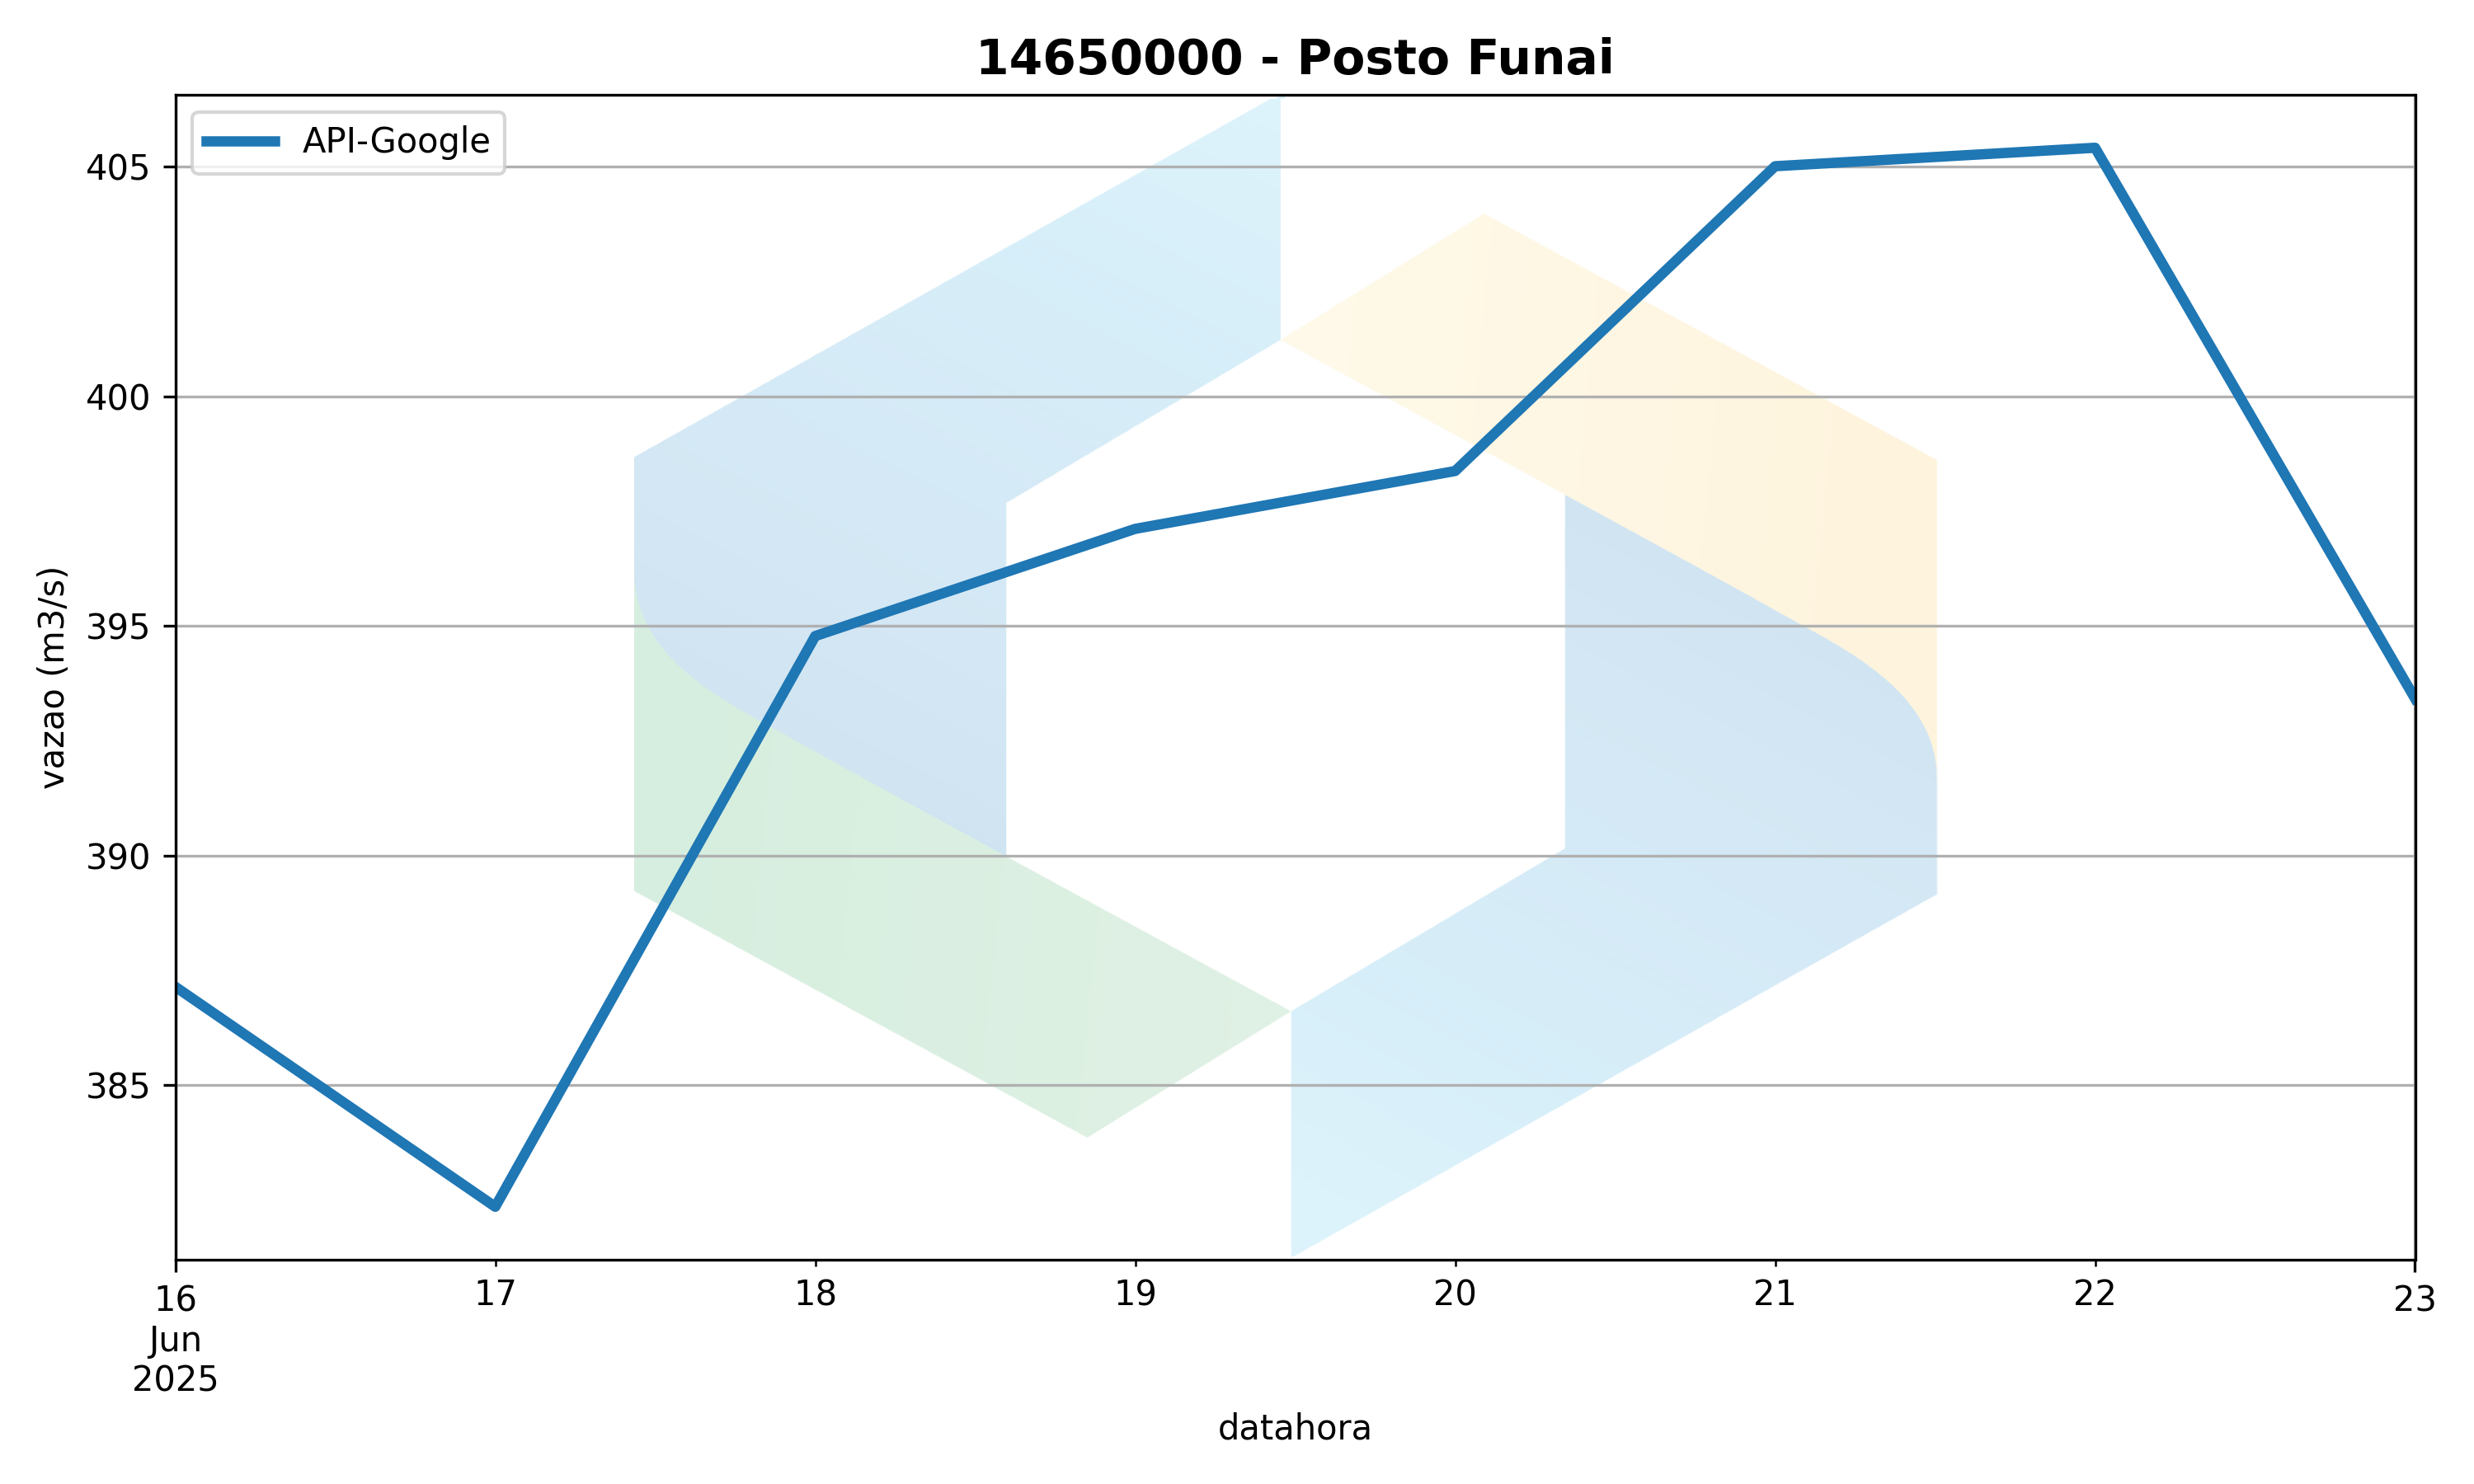 14650000 - Posto Funai
API-Google
405
400
395
390
385
vazao (m3/s)
16 17 18 19 20 21 22 23
Jun
2025
datahora